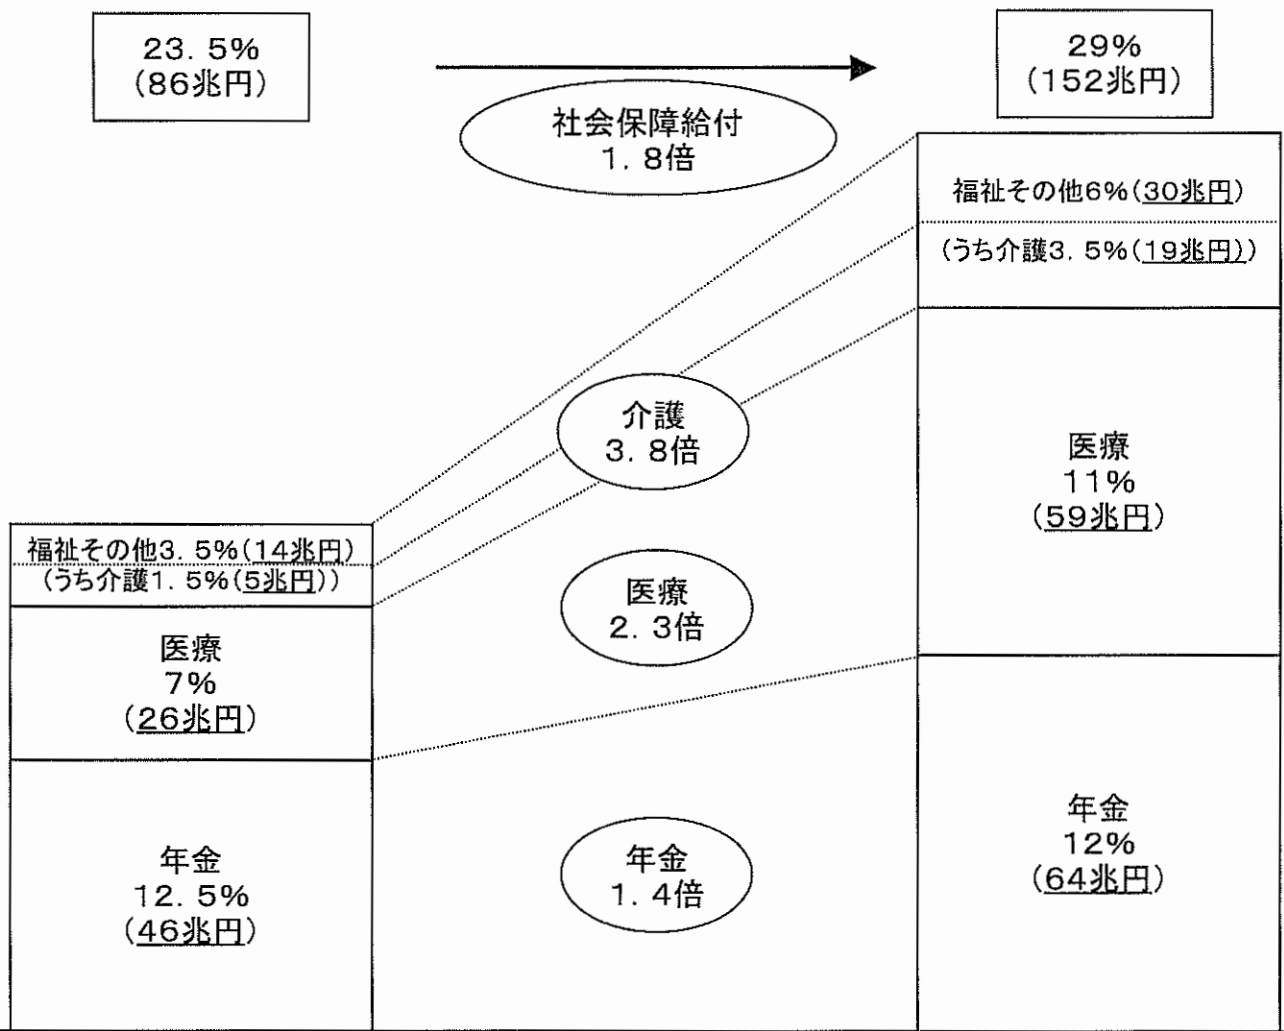 23. 5%
(86兆円)
29%
(152兆円)
社会保障給付
1. 8倍
福祉その他6%(30兆円)
(うち介護3. 5%(19兆円))
介護
3. 8倍
医療
11%
(59兆円)
福祉その他3. 5%(14兆円)
(うち介護1. 5%(5兆円))
医療
2. 3倍
医療
7%
(26兆円)
年金
12%
(64兆円)
年金
1. 4倍
年金
12. 5%
(46兆円)